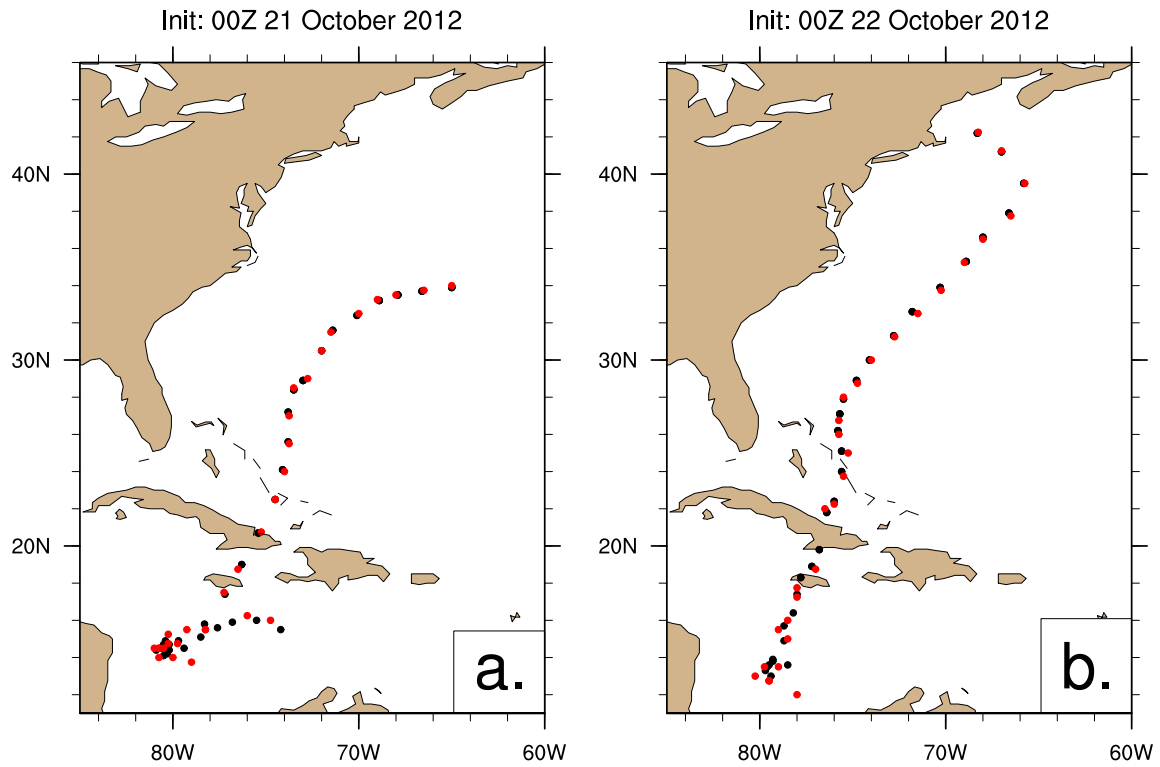 Init: 00Z 21 October 2012
Init: 00Z 22 October 2012
40N
40N
30N
30N
20N
20N
a.
b.
80W
70W
60W
80W
70W
60W